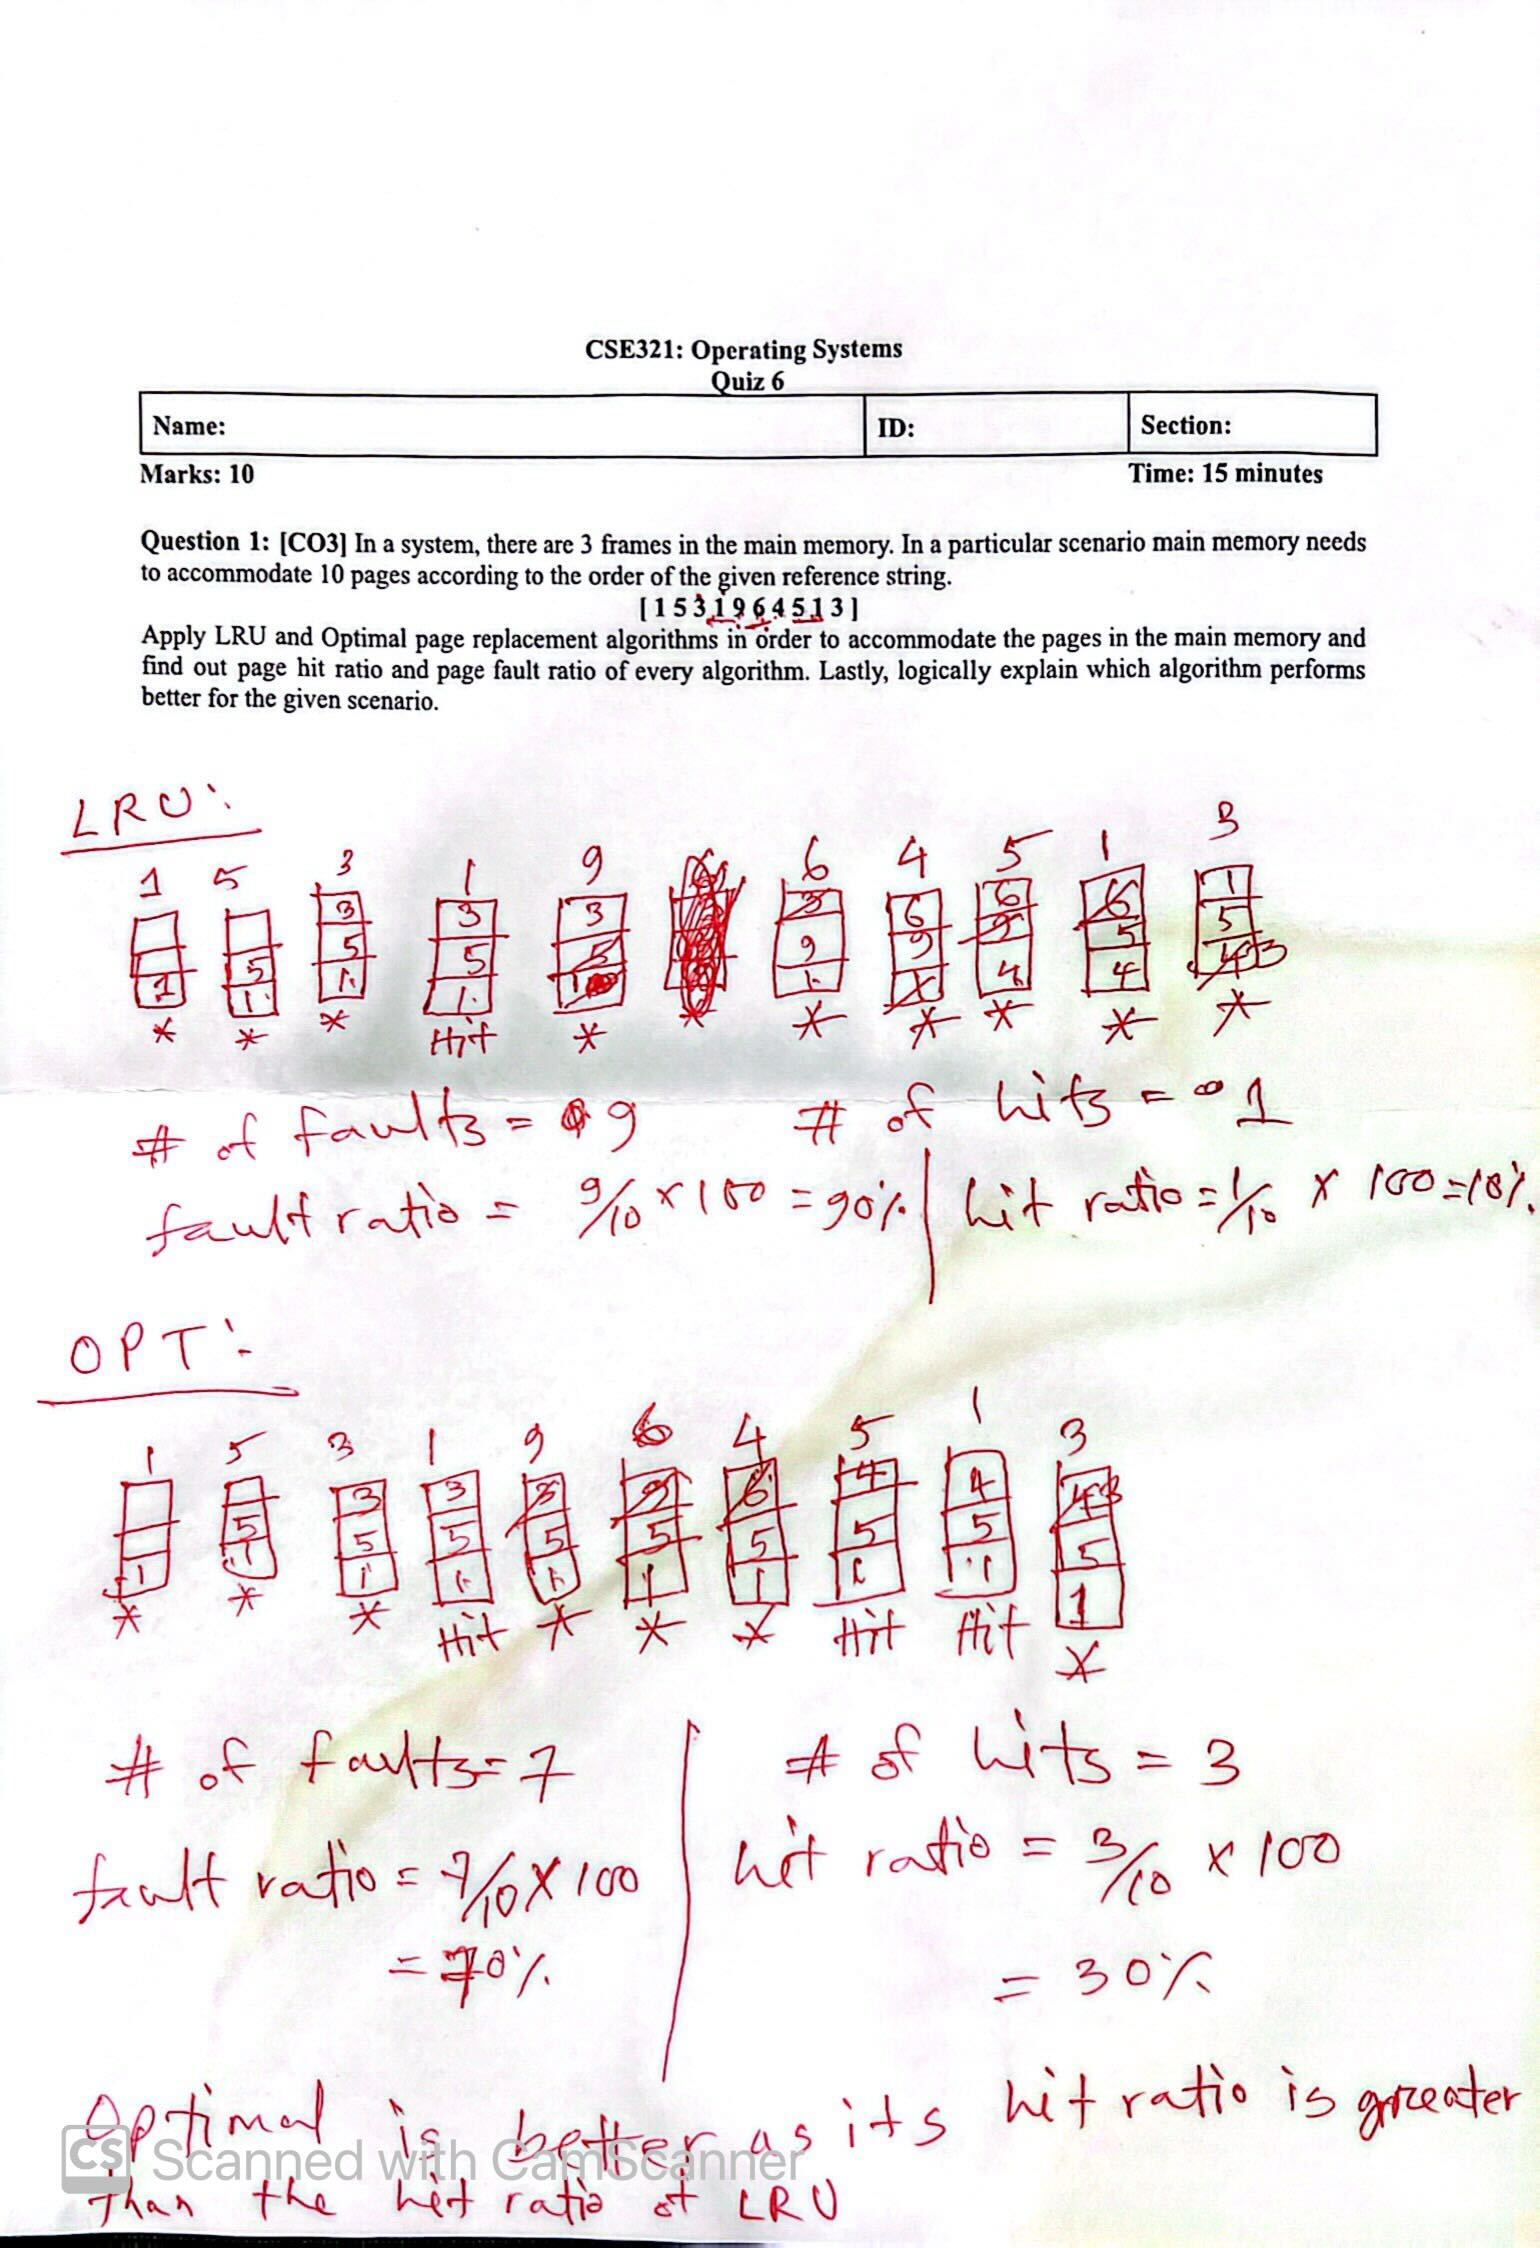 CSE321: Operating Systems
Quiz 6
Name: ID: Section:
Marks: 10 Time: 15 minutes
Question 1: [CO3] In a system, there are 3 frames in the main memory. In a particular scenario main memory needs
to accommodate 10 pages according to the order of the given reference string.
[ 1 5 3 1 9 6 4 5 1 3 ]
Apply LRU and Optimal page replacement algorithms in order to accommodate the pages in the main memory and
find out page hit ratio and page fault ratio of every algorithm. Lastly, logically explain which algorithm performs
better for the given scenario.
LRU:
1 5 3 1 9 6 4 5 1 3
3 3 3 3 6 6 6 1
5 5 5 5 9 9 9 5 5
1 1 1 1 1 1 1 4 4 4 3
* * * Hit * * * * * * *
# of faults = 9 # of hits = 1
fault ratio = 9/10 x 100 = 90% hit ratio = 1/10 x 100 = 10%
OPT:
1 5 3 1 9 6 4 5 1 3
3 3 3 9 6 4 4 4 3
5 5 5 5 5 5 5 5 5
1 1 1 1 1 1 1 1 1 1
* * * Hit * * * Hit Hit *
# of faults = 7 # of hits = 3
fault ratio = 7/10 x 100 hit ratio = 3/10 x 100
= 70% = 30%
Optimal is better as its hit ratio is greater
than the hit ratio of LRU
CS Scanned with CamScanner